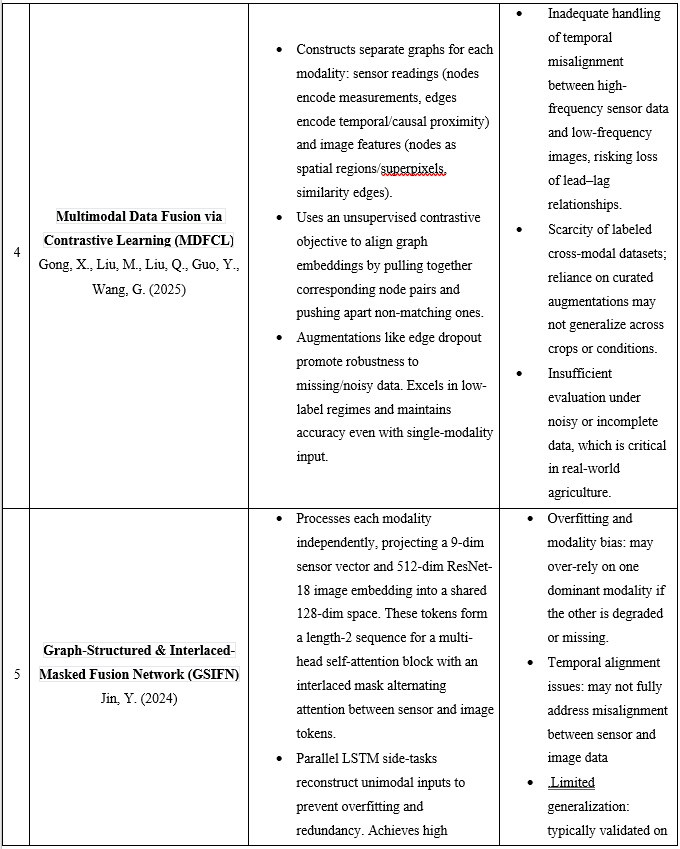 4
Multimodal Data Fusion via
Contrastive Learning (MDFCL)
Gong, X., Liu, M., Liu, Q., Guo, Y.,
Wang, G. (2025)
• Constructs separate graphs for each
modality: sensor readings (nodes
encode measurements, edges
encode temporal/causal proximity)
and image features (nodes as
spatial regions/superpixels,
similarity edges).
• Uses an unsupervised contrastive
objective to align graph
embeddings by pulling together
corresponding node pairs and
pushing apart non-matching ones.
• Augmentations like edge dropout
promote robustness to
missing/noisy data. Excels in low-
label regimes and maintains
accuracy even with single-modality
input.
• Inadequate handling
of temporal
misalignment
between high-
frequency sensor data
and low-frequency
images, risking loss
of lead–lag
relationships.
• Scarcity of labeled
cross-modal datasets;
reliance on curated
augmentations may
not generalize across
crops or conditions.
• Insufficient
evaluation under
noisy or incomplete
data, which is critical
in real-world
agriculture.
5
Graph-Structured & Interlaced-
Masked Fusion Network (GSIFN)
Jin, Y. (2024)
• Processes each modality
independently, projecting a 9-dim
sensor vector and 512-dim ResNet-
18 image embedding into a shared
128-dim space. These tokens form
a length-2 sequence for a multi-
head self-attention block with an
interlaced mask alternating
attention between sensor and image
tokens.
• Parallel LSTM side-tasks
reconstruct unimodal inputs to
prevent overfitting and
redundancy. Achieves high
• Overfitting and
modality bias: may
over-rely on one
dominant modality if
the other is degraded
or missing.
• Temporal alignment
issues: may not fully
address misalignment
between sensor and
image data
• .Limited
generalization:
typically validated on